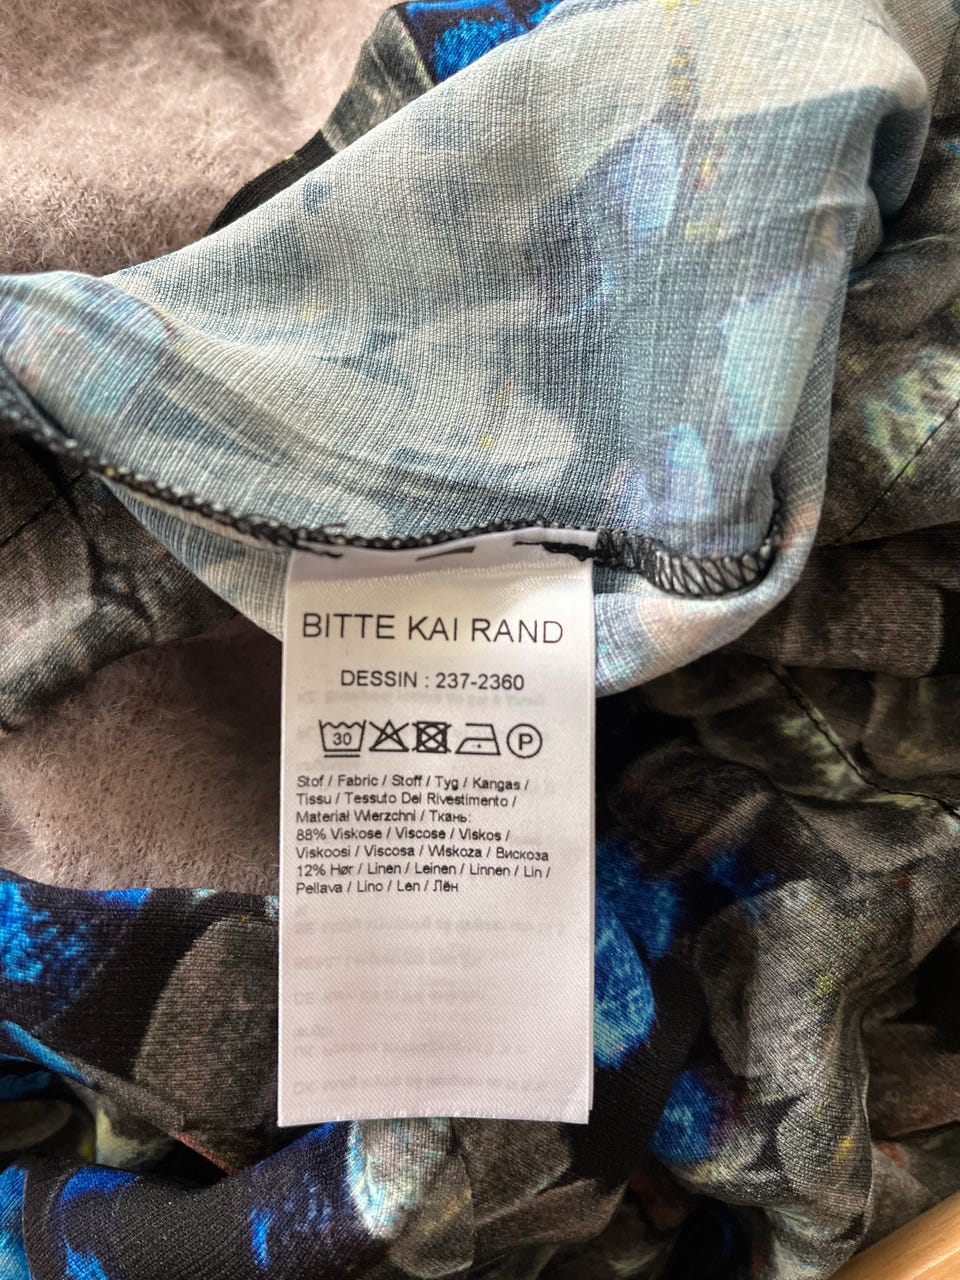 BITTE KAI RAND
DESSIN : 237-2360
30 P
Stof / Fabric / Stoff / Tyg / Kangas /
Tissu / Tessuto Del Rivestimento /
Materiał Wierzchni / Ткань:
88% Viskose / Viscose / Viskos /
Viskoosi / Viscosa / Wiskoza / Вискоза
12% Hør / Linen / Leinen / Linnen / Lin /
Pellava / Lino / Len / Лён